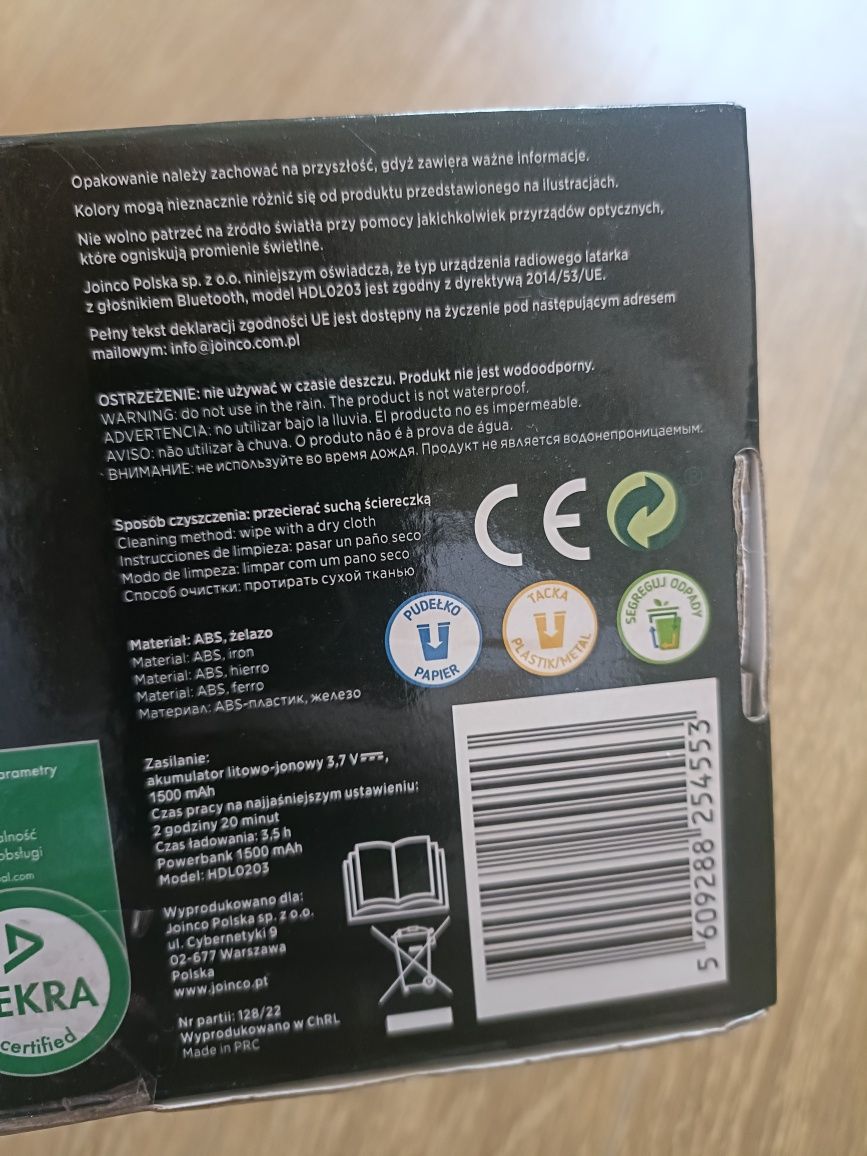 Opakowanie należy zachować na przyszłość, gdyż zawiera ważne informacje.
Kolory mogą nieznacznie różnić się od produktu przedstawionego na ilustracjach.
Nie wolno patrzeć na źródło światła przy pomocy jakichkolwiek przyrządów optycznych,
które ogniskują promienie świetlne.
Joinco Polska sp. z o.o. niniejszym oświadcza, że typ urządzenia radiowego latarka
z głośnikiem Bluetooth, model HDL0203 jest zgodny z dyrektywą 2014/53/UE.
Pełny tekst deklaracji zgodności UE jest dostępny na życzenie pod następującym adresem
mailowym: info@joinco.com.pl
OSTRZEŻENIE: nie używać w czasie deszczu. Produkt nie jest wodoodporny.
WARNING: do not use in the rain. The product is not waterproof.
ADVERTENCIA: no utilizar bajo la lluvia. El producto no es impermeable.
AVISO: não utilizar à chuva. O produto não é à prova de água.
ВНИМАНИЕ: не используйте во время дождя. Продукт не является водонепроницаемым.
Sposób czyszczenia: przecierać suchą ściereczką
Cleaning method: wipe with a dry cloth
Instrucciones de limpieza: pasar un paño seco
Modo de limpeza: limpar com um pano seco
Способ очистки: протирать сухой тканью
CE
®
PUDEŁKO
PAPIER
TACKA
PLASTIK/METAL
SEGREGUJ ODPADY
Materiał: ABS, żelazo
Material: ABS, iron
Material: ABS, hierro
Material: ABS, ferro
Материал: ABS-пластик, железо
Zasilanie:
akumulator litowo-jonowy 3,7 V⎓,
1500 mAh
Czas pracy na najjaśniejszym ustawieniu:
2 godziny 20 minut
Czas ładowania: 3,5 h
Powerbank 1500 mAh
Model: HDL0203
Wyprodukowano dla:
Joinco Polska sp. z o.o.
ul. Cybernetyki 9
02-677 Warszawa
Polska
www.joinco.pt
Nr partii: 128/22
Wyprodukowano w ChRL
Made in PRC
5 609288 254553
arametry
alność
obsługi
al.com
EKRA
certified